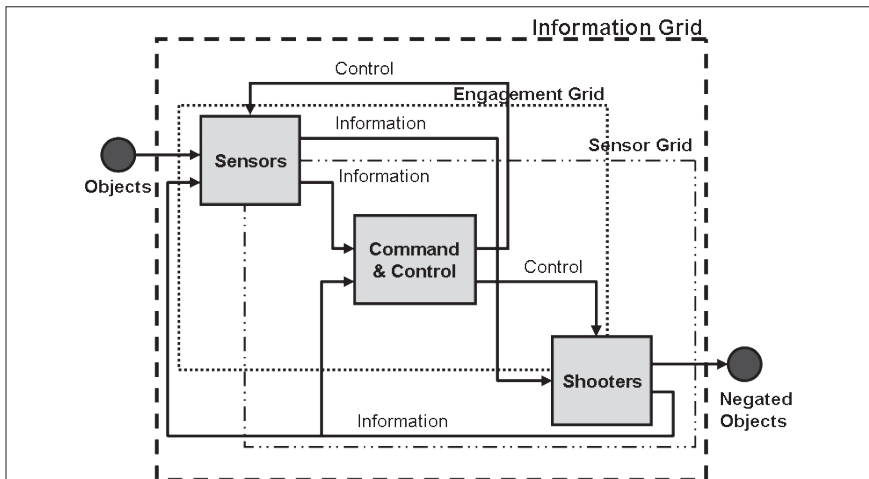 Information Grid
Control
Engagement Grid
Information
Sensor Grid
Sensors
Objects
Information
Command
& Control
Control
Shooters
Negated
Objects
Information